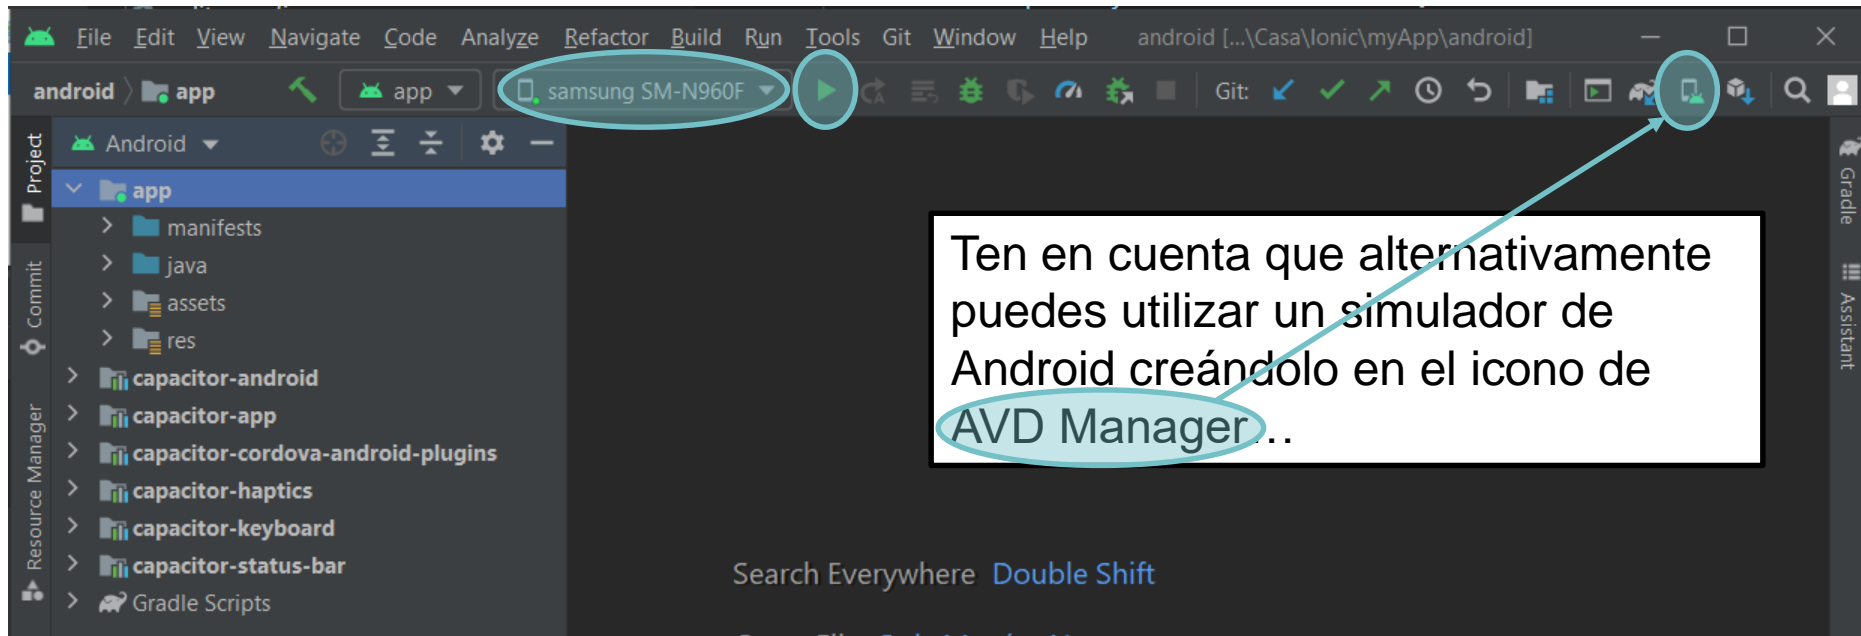 File Edit View Navigate Code Analyze Refactor Build Run Tools Git Window Help android [...\Casa\Ionic\myApp\android]
android app app samsung SM-N960F Git:
Project
Commit
Resource Manager
Android
app
manifests
java
assets
res
capacitor-android
capacitor-app
capacitor-cordova-android-plugins
capacitor-haptics
capacitor-keyboard
capacitor-status-bar
Gradle Scripts
Ten en cuenta que alternativamente
puedes utilizar un simulador de
Android creándolo en el icono de
AVD Manager…
Search Everywhere Double Shift
Gradle
Assistant